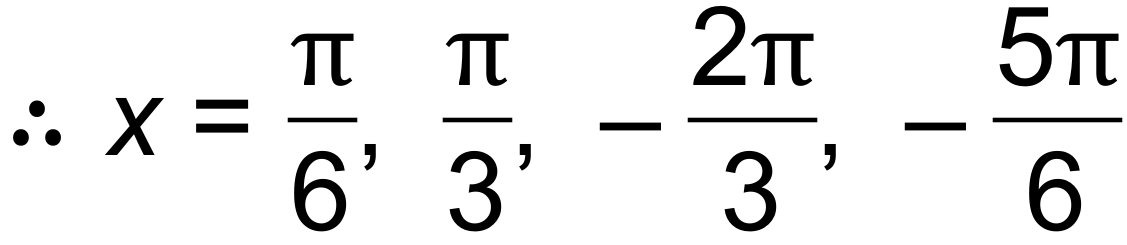 ∴ x = π/6, π/3, − 2π/3, − 5π/6